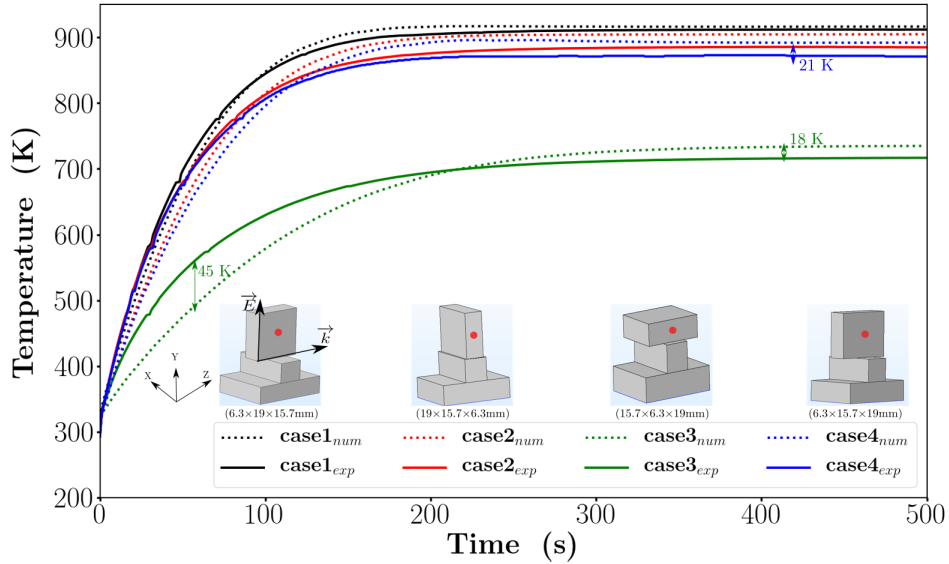 900
800
700
600
500
400
300
200
Temperature (K)
21 K
18 K
45 K
E
k
X
Y
Z
(6.3×19×15.7mm)
(19×15.7×6.3mm)
(15.7×6.3×19mm)
(6.3×15.7×19mm)
case1num case2num case3num case4num
case1exp case2exp case3exp case4exp
0 100 200 300 400 500
Time (s)